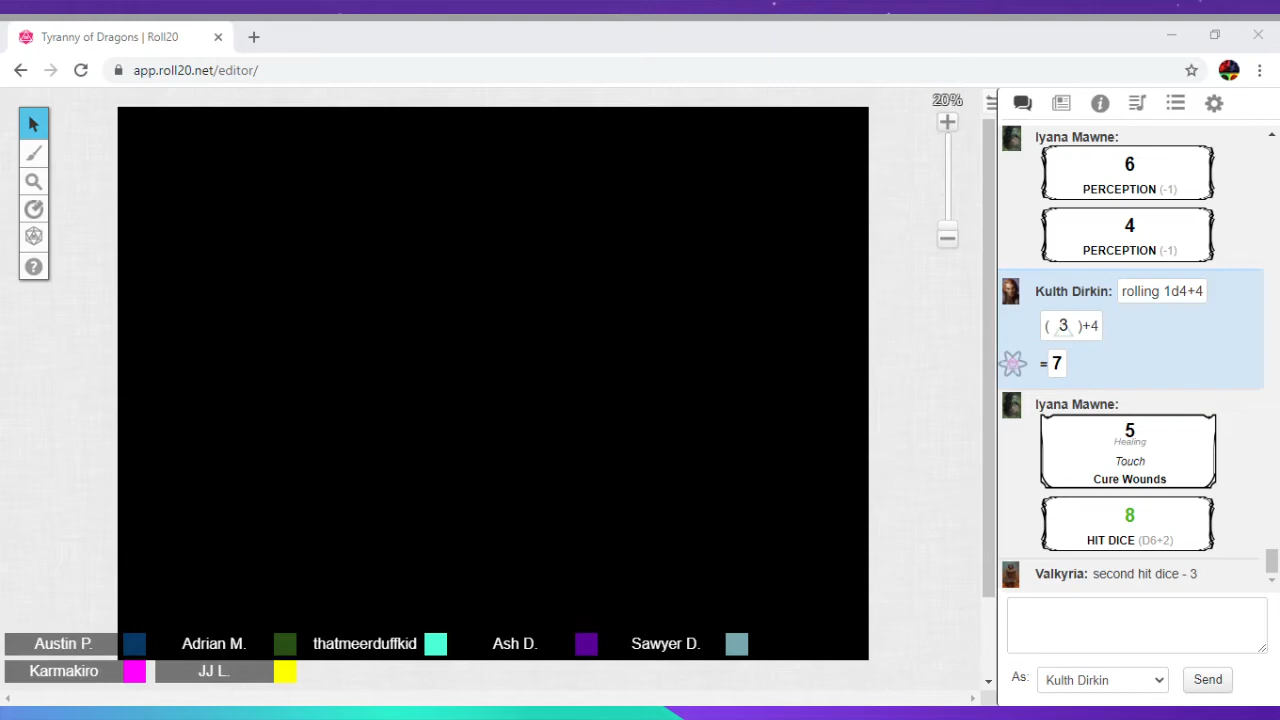 Tyranny of Dragons | Roll20
app.roll20.net/editor/
20%
Iyana Mawne:
6
PERCEPTION (-1)
4
PERCEPTION (-1)
Kulth Dirkin: rolling 1d4+4
( 3 )+4
=7
Iyana Mawne:
5
Healing
Touch
Cure Wounds
8
HIT DICE (D6+2)
Valkyria: second hit dice - 3
Austin P. Adrian M. thatmeerduffkid Ash D. Sawyer D.
Karmakiro JJ L.
As: Kulth Dirkin Send